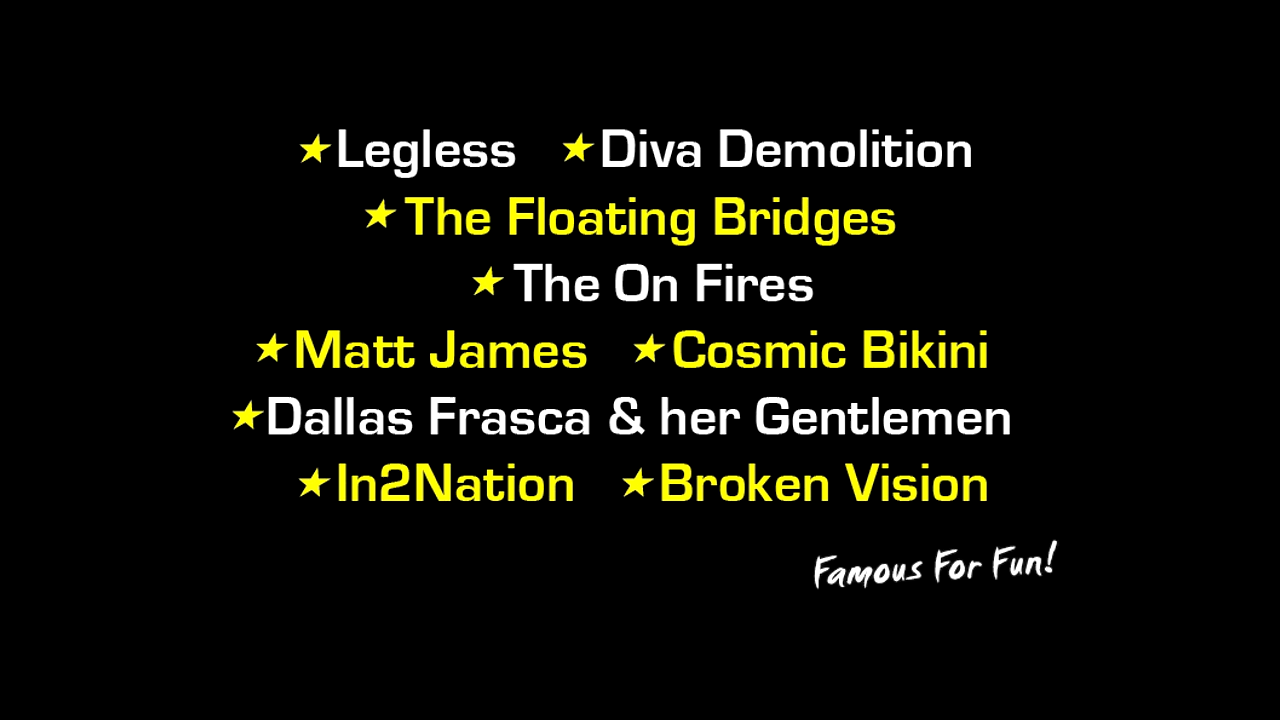 ★Legless ★Diva Demolition
★The Floating Bridges
★The On Fires
★Matt James ★Cosmic Bikini
★Dallas Frasca & her Gentlemen
★In2Nation ★Broken Vision
Famous For Fun!